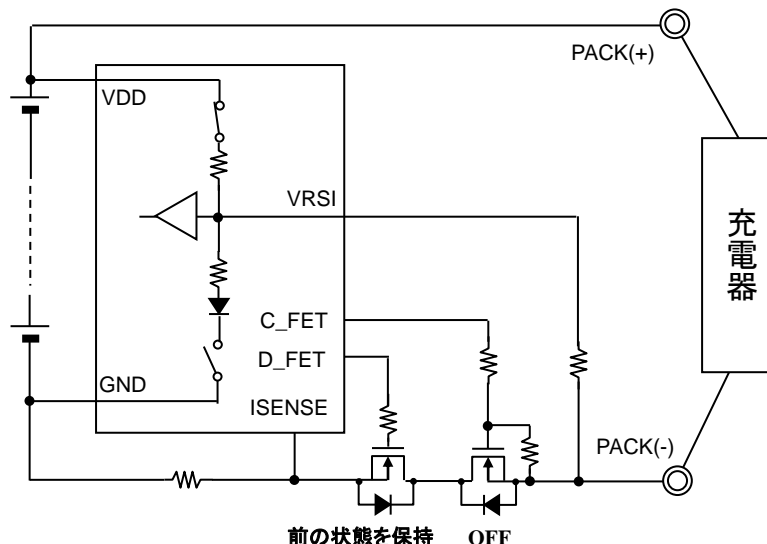 PACK(+)
VDD
VRSI
充電器
C_FET
D_FET
GND
ISENSE
PACK(-)
前の状態を保持 OFF